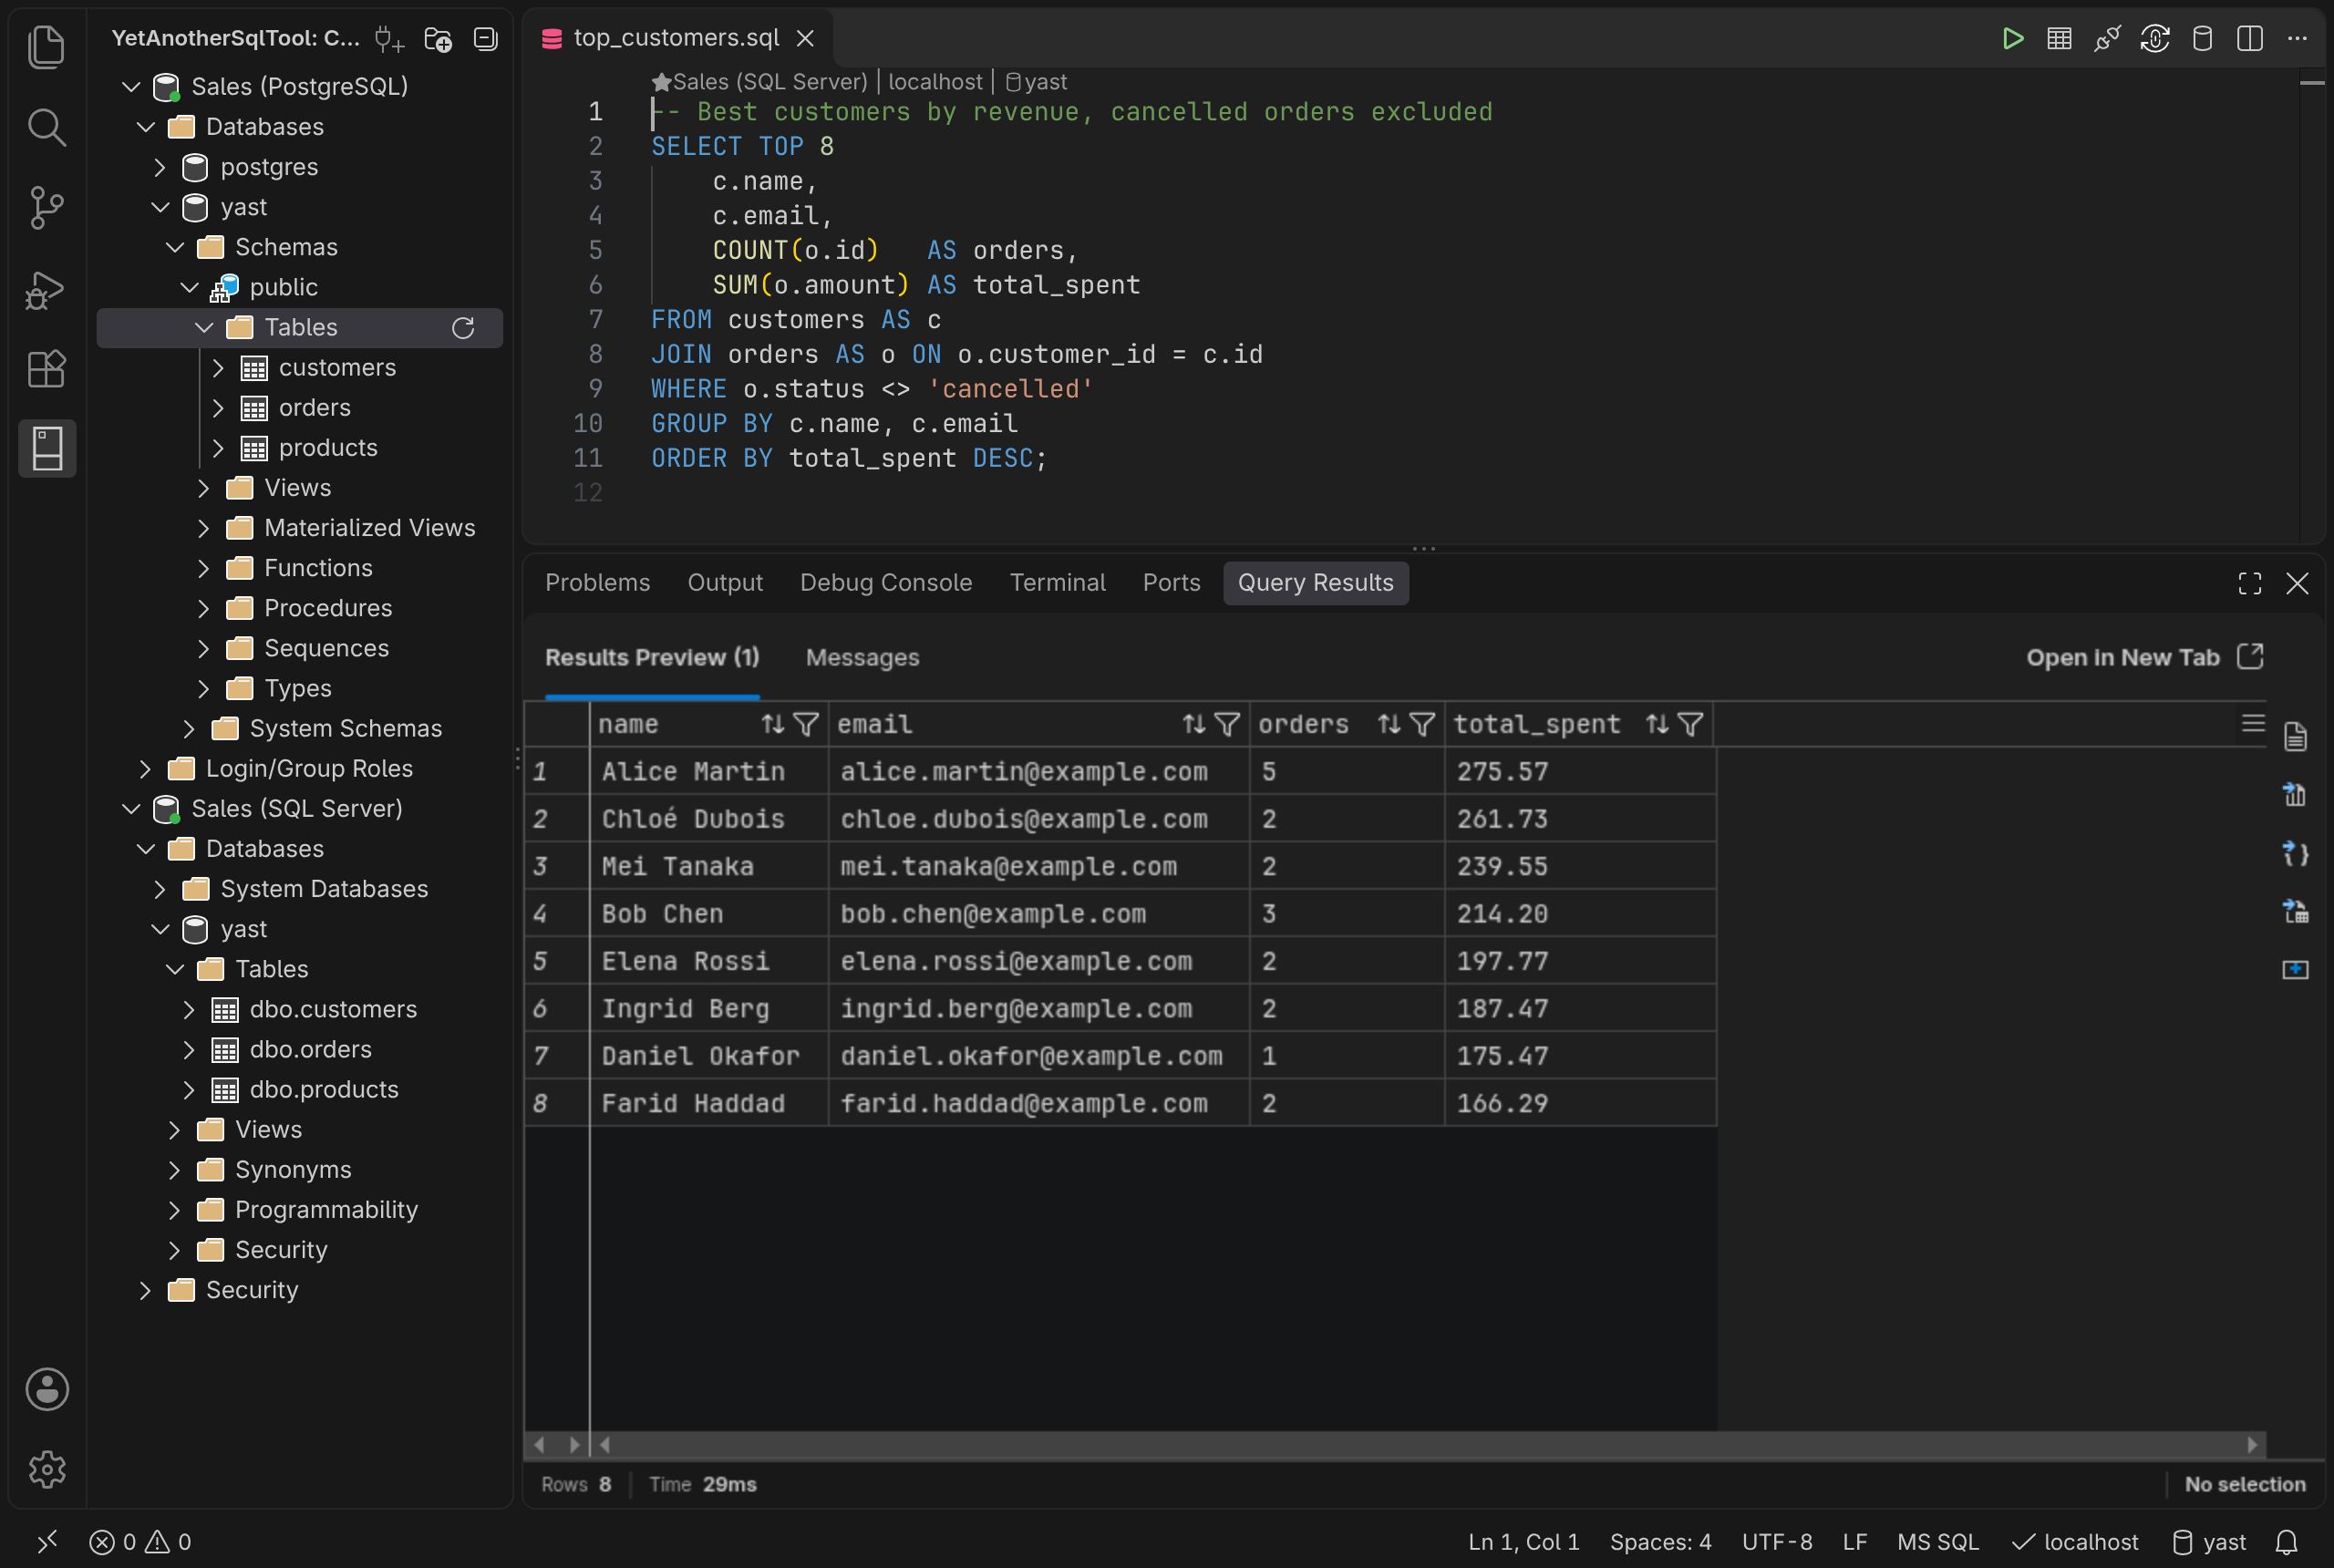 YetAnotherSqlTool: C...
Sales (PostgreSQL)
Databases
postgres
yast
Schemas
public
Tables
customers
orders
products
Views
Materialized Views
Functions
Procedures
Sequences
Types
System Schemas
Login/Group Roles
Sales (SQL Server)
Databases
System Databases
yast
Tables
dbo.customers
dbo.orders
dbo.products
Views
Synonyms
Programmability
Security
Security
top_customers.sql
Sales (SQL Server) | localhost | yast
1 -- Best customers by revenue, cancelled orders excluded
2 SELECT TOP 8
3 c.name,
4 c.email,
5 COUNT(o.id) AS orders,
6 SUM(o.amount) AS total_spent
7 FROM customers AS c
8 JOIN orders AS o ON o.customer_id = c.id
9 WHERE o.status <> 'cancelled'
10 GROUP BY c.name, c.email
11 ORDER BY total_spent DESC;
12
Problems Output Debug Console Terminal Ports Query Results
Results Preview (1) Messages Open in New Tab
name email orders total_spent
1 Alice Martin alice.martin@example.com 5 275.57
2 Chloé Dubois chloe.dubois@example.com 2 261.73
3 Mei Tanaka mei.tanaka@example.com 2 239.55
4 Bob Chen bob.chen@example.com 3 214.20
5 Elena Rossi elena.rossi@example.com 2 197.77
6 Ingrid Berg ingrid.berg@example.com 2 187.47
7 Daniel Okafor daniel.okafor@example.com 1 175.47
8 Farid Haddad farid.haddad@example.com 2 166.29
Rows 8 Time 29ms No selection
0 0 Ln 1, Col 1 Spaces: 4 UTF-8 LF MS SQL localhost yast